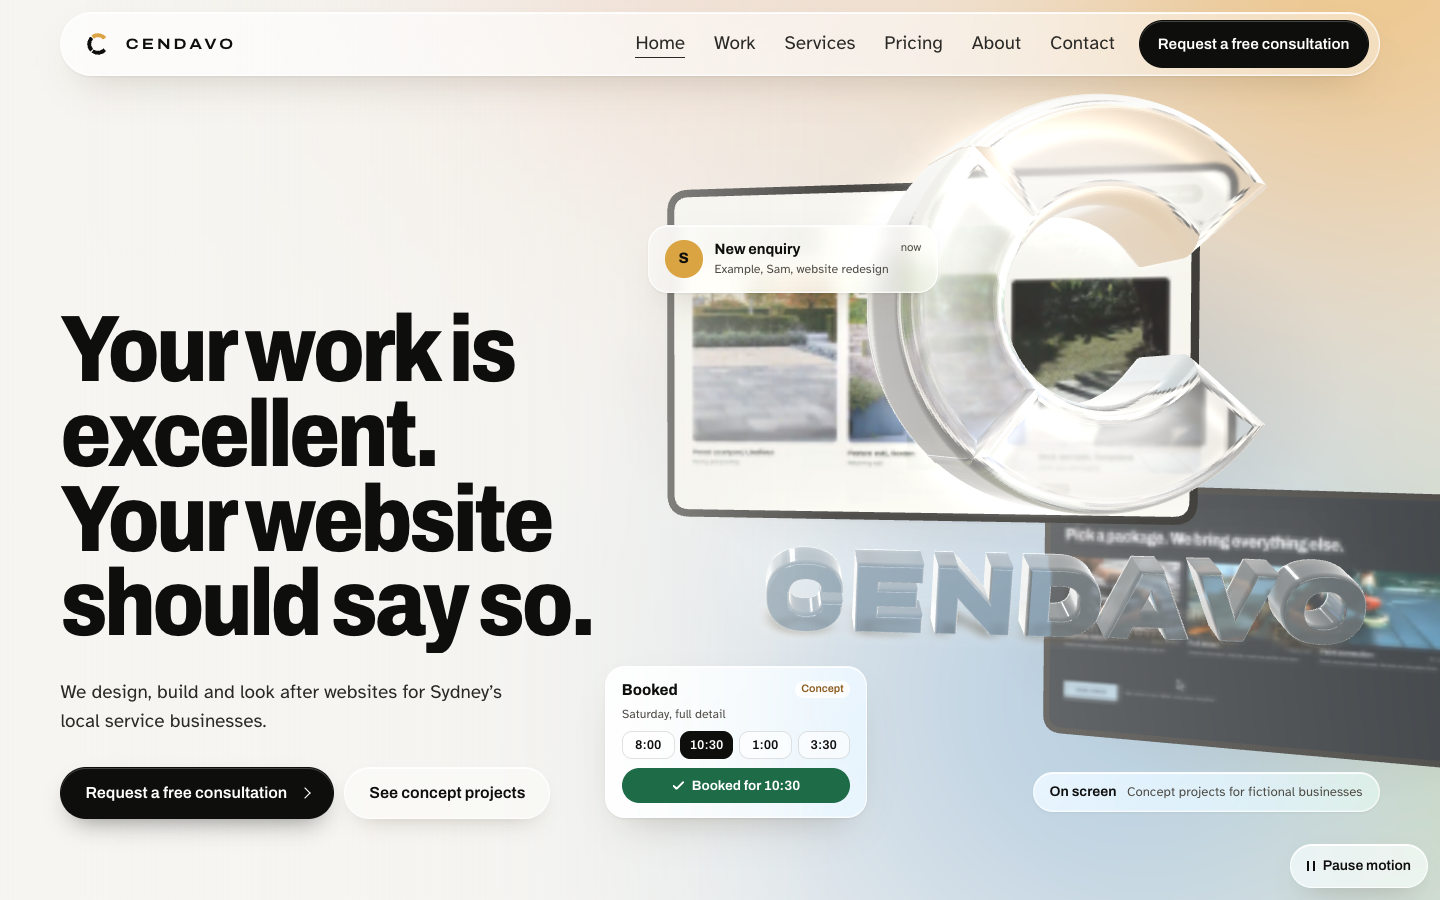 CENDAVO
Home
Work
Services
Pricing
About
Contact
Request a free consultation
New enquiry
now
S
Example, Sam, website redesign
Your work is
excellent.
Your website
should say so.
Pick a package. We bring everything else.
CENDAVO
We design, build and look after websites for Sydney’s
local service businesses.
Request a free consultation
See concept projects
Booked
Concept
Saturday, full detail
8:00
10:30
1:00
3:30
Booked for 10:30
On screen
Concept projects for fictional businesses
Pause motion